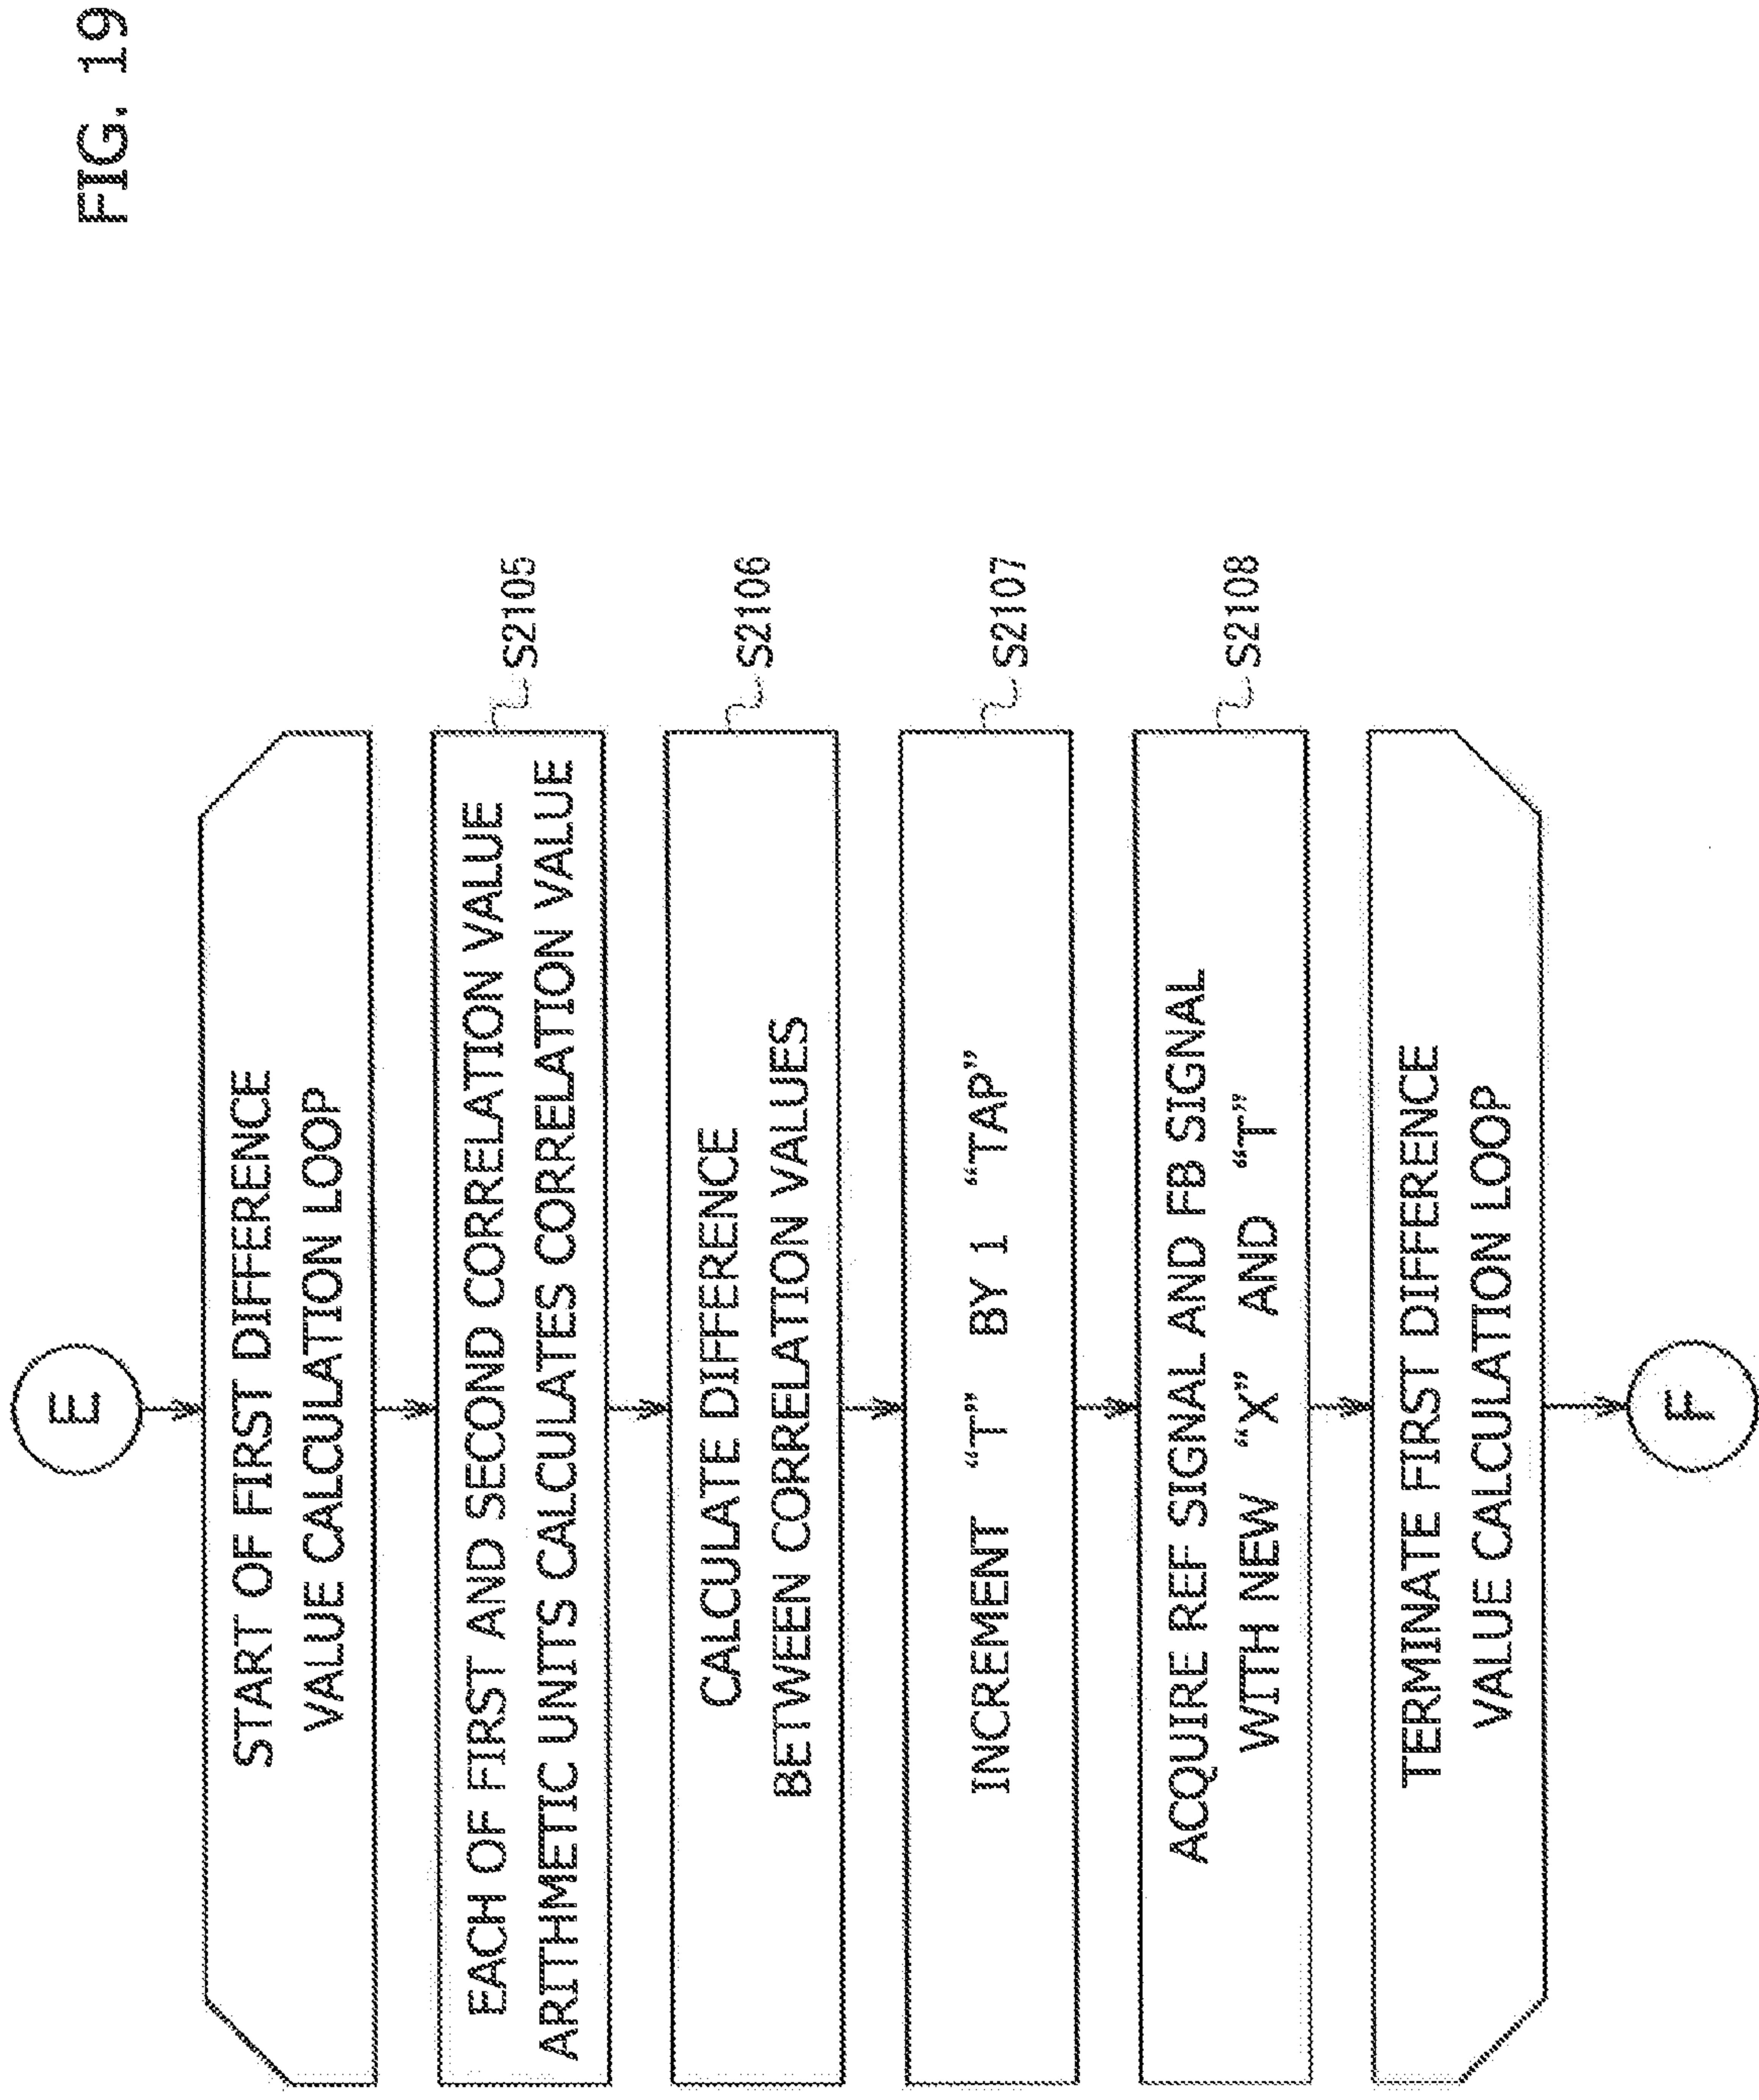 FIG. 19
E
START OF FIRST DIFFERENCE
VALUE CALCULATION LOOP
EACH OF FIRST AND SECOND CORRELATION VALUE
ARITHMETIC UNITS CALCULATES CORRELATION VALUE
S2105
CALCULATE DIFFERENCE
BETWEEN CORRELATION VALUES
S2106
INCREMENT “T” BY 1 “TAP”
S2107
ACQUIRE REF SIGNAL AND FB SIGNAL
WITH NEW “X” AND “T”
S2108
TERMINATE FIRST DIFFERENCE
VALUE CALCULATION LOOP
F